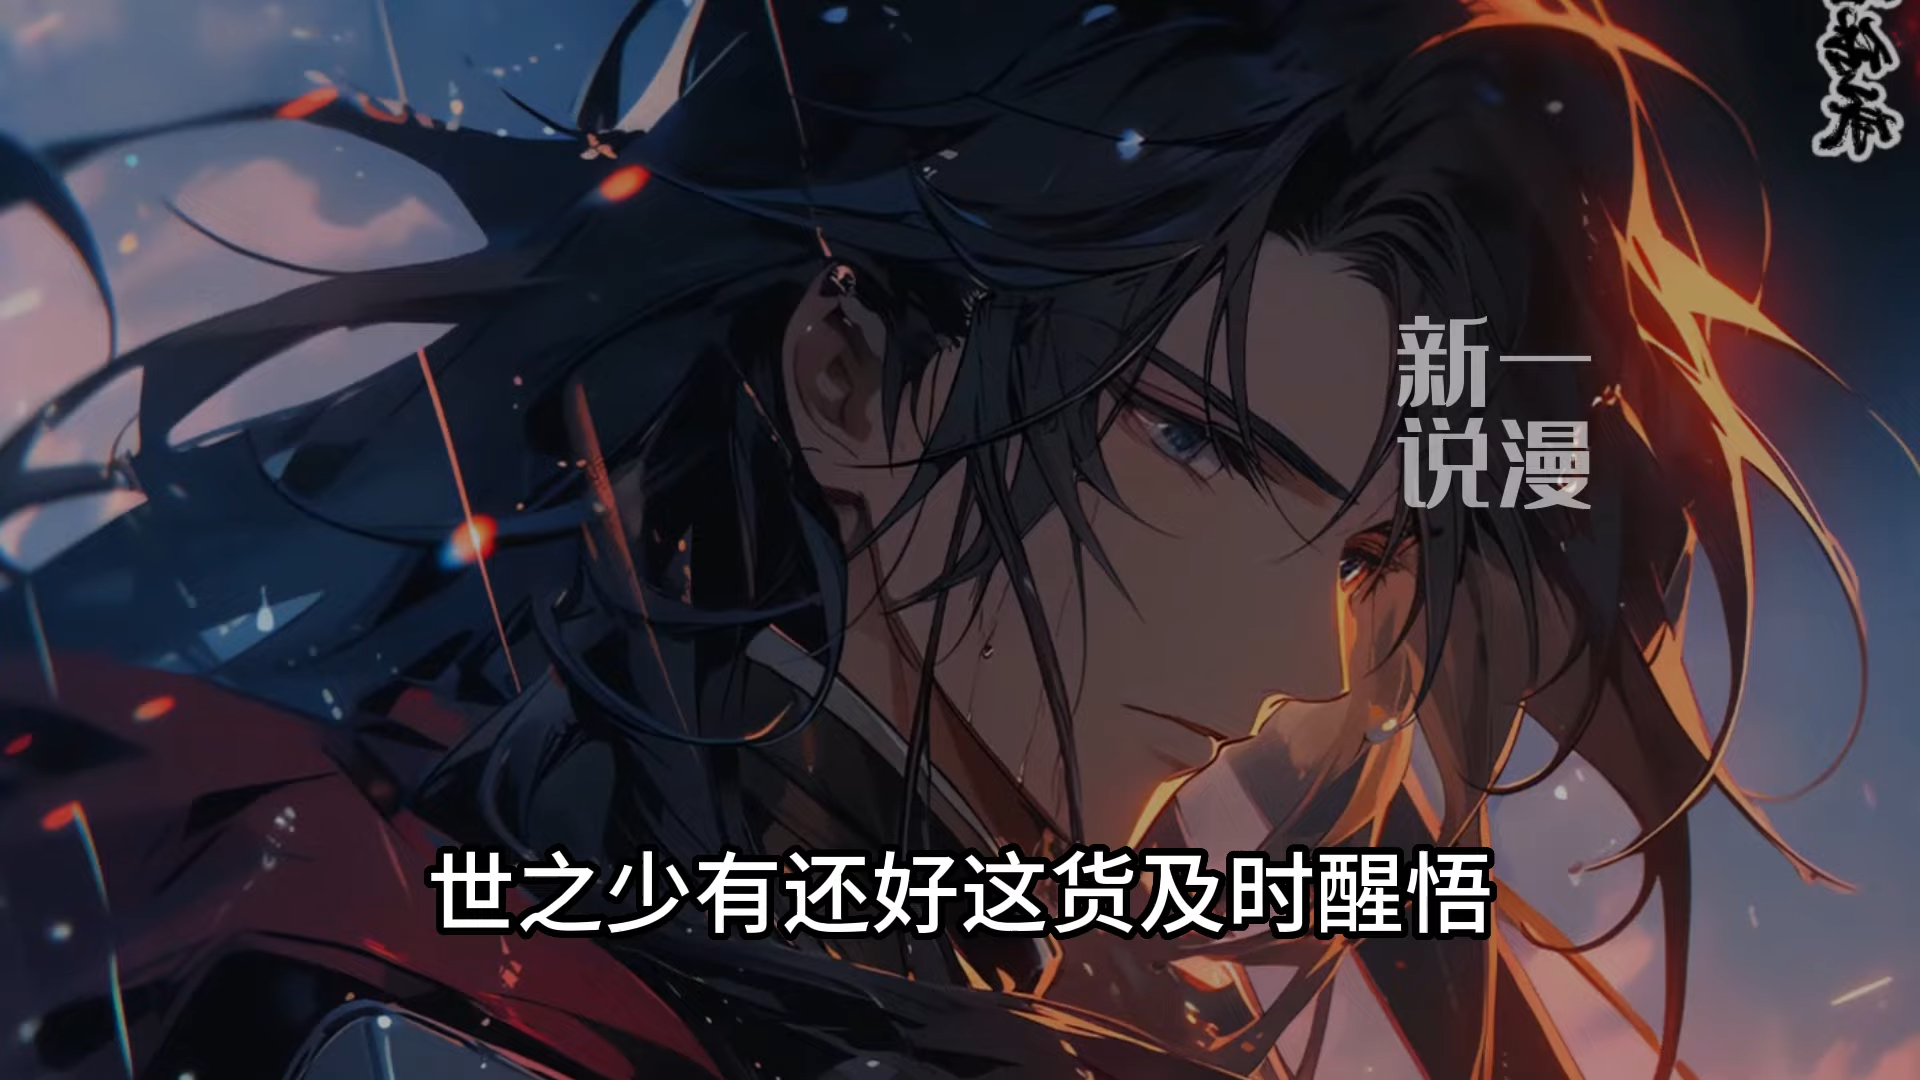 新一
说漫
世之少有还好这货及时醒悟